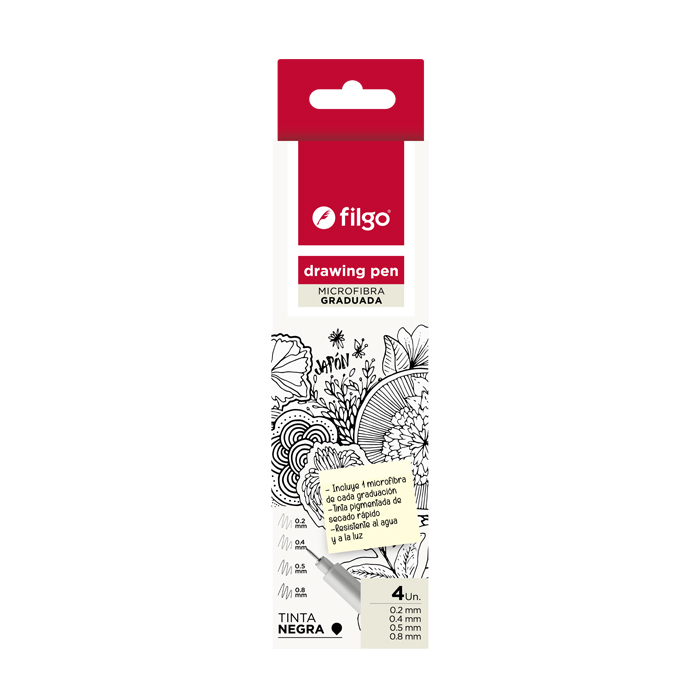 filgo
drawing pen
MICROFIBRA
GRADUADA
JAPÓN
- Incluye 1 microfibra
de cada graduación
-Tinta pigmentada de
secado rápido
-Resistente al agua
y a la luz
0.2
mm
0.4
mm
0.5
mm
0.8
mm
TINTA
NEGRA
4 Un.
0.2 mm
0.4 mm
0.5 mm
0.8 mm